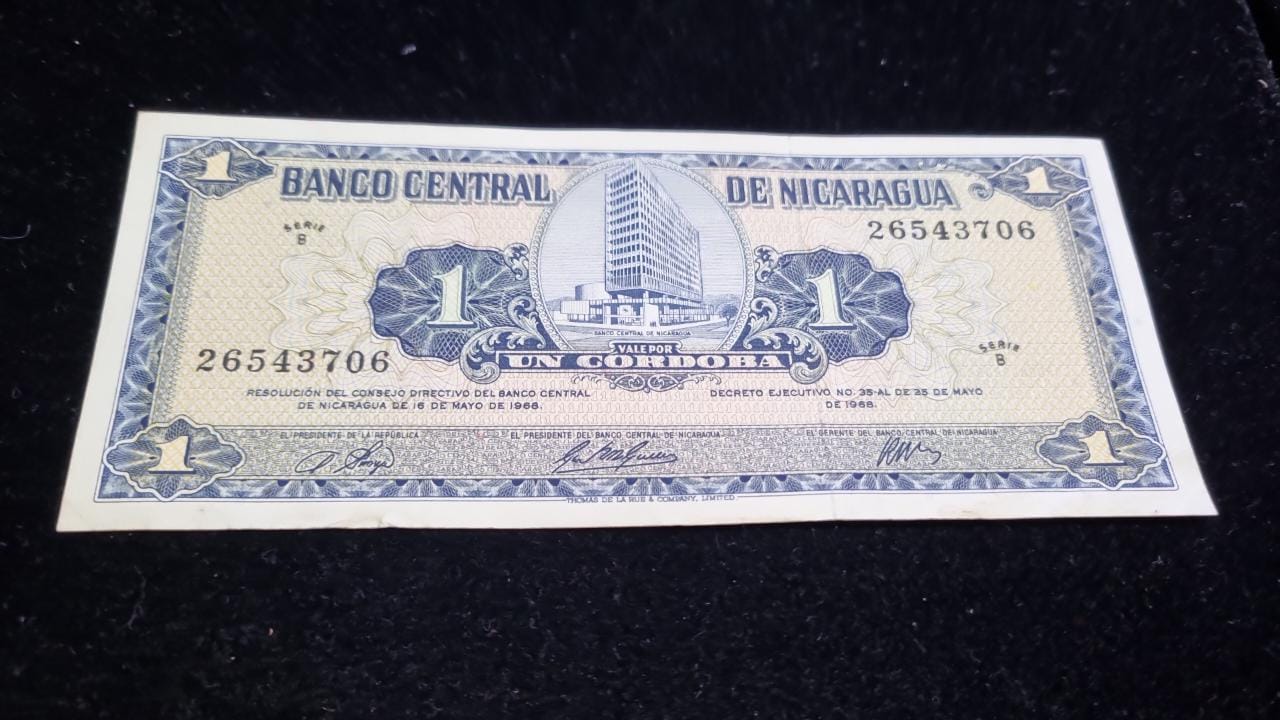 1 1
BANCO CENTRAL DE NICARAGUA
SERIE
B
26543706
1 1
BANCO CENTRAL DE NICARAGUA
VALE POR
UN CORDOBA
26543706
SERIE
B
RESOLUCIÓN DEL CONSEJO DIRECTIVO DEL BANCO CENTRAL
DE NICARAGUA DE 16 DE MAYO DE 1968.
DECRETO EJECUTIVO NO. 35-AL DE 25 DE MAYO
DE 1968.
EL PRESIDENTE DE LA REPÚBLICA
EL PRESIDENTE DEL BANCO CENTRAL DE NICARAGUA
EL GERENTE DEL BANCO CENTRAL DE NICARAGUA
1 1
THOMAS DE LA RUE & COMPANY, LIMITED.